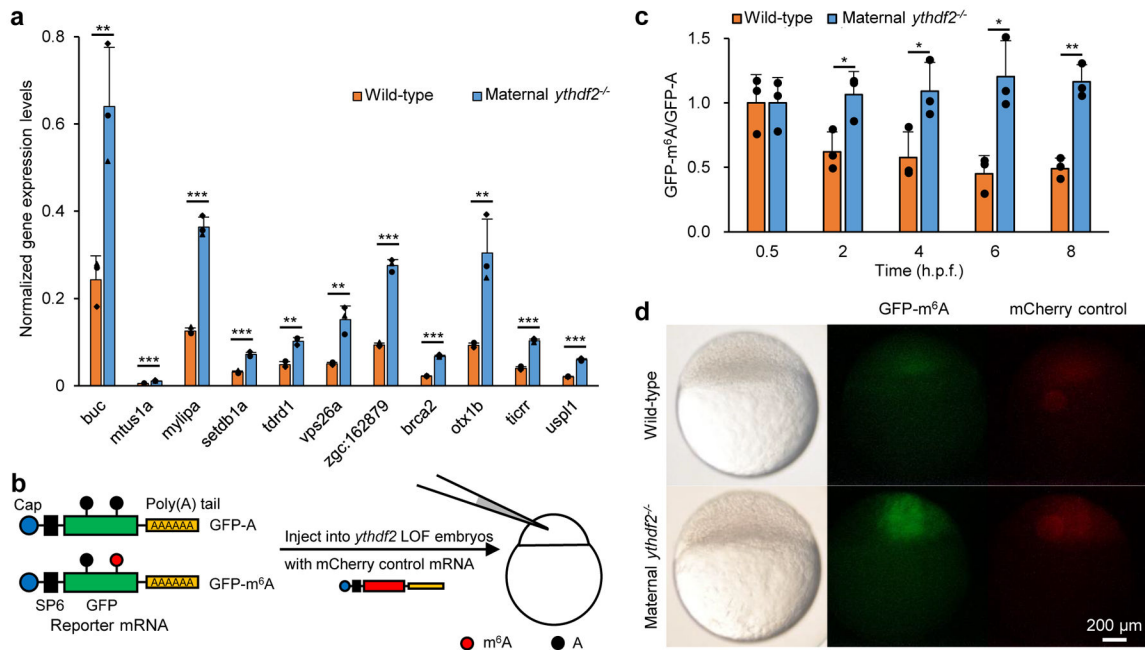 a
Normalized gene expression levels
0.8
0.6
0.4
0.2
0
Wild-type
Maternal ythdf2-/-
**
***
***
***
**
**
***
***
**
***
***
buc
mtus1a
mylipa
setdb1a
tdrd1
vps26a
zgc:162879
brca2
otx1b
ticrr
uspl1
b
Cap
Poly(A) tail
AAAAAA
GFP-A
AAAAAA
GFP-m⁶A
SP6
GFP
Reporter mRNA
Inject into ythdf2 LOF embryos
with mCherry control mRNA
m⁶A
A
c
Wild-type
Maternal ythdf2-/-
GFP-m⁶A/GFP-A
1.5
1.0
0.5
0.0
*
*
*
**
0.5
2
4
6
8
Time (h.p.f.)
d
GFP-m⁶A
mCherry control
Wild-type
Maternal ythdf2-/-
200 µm